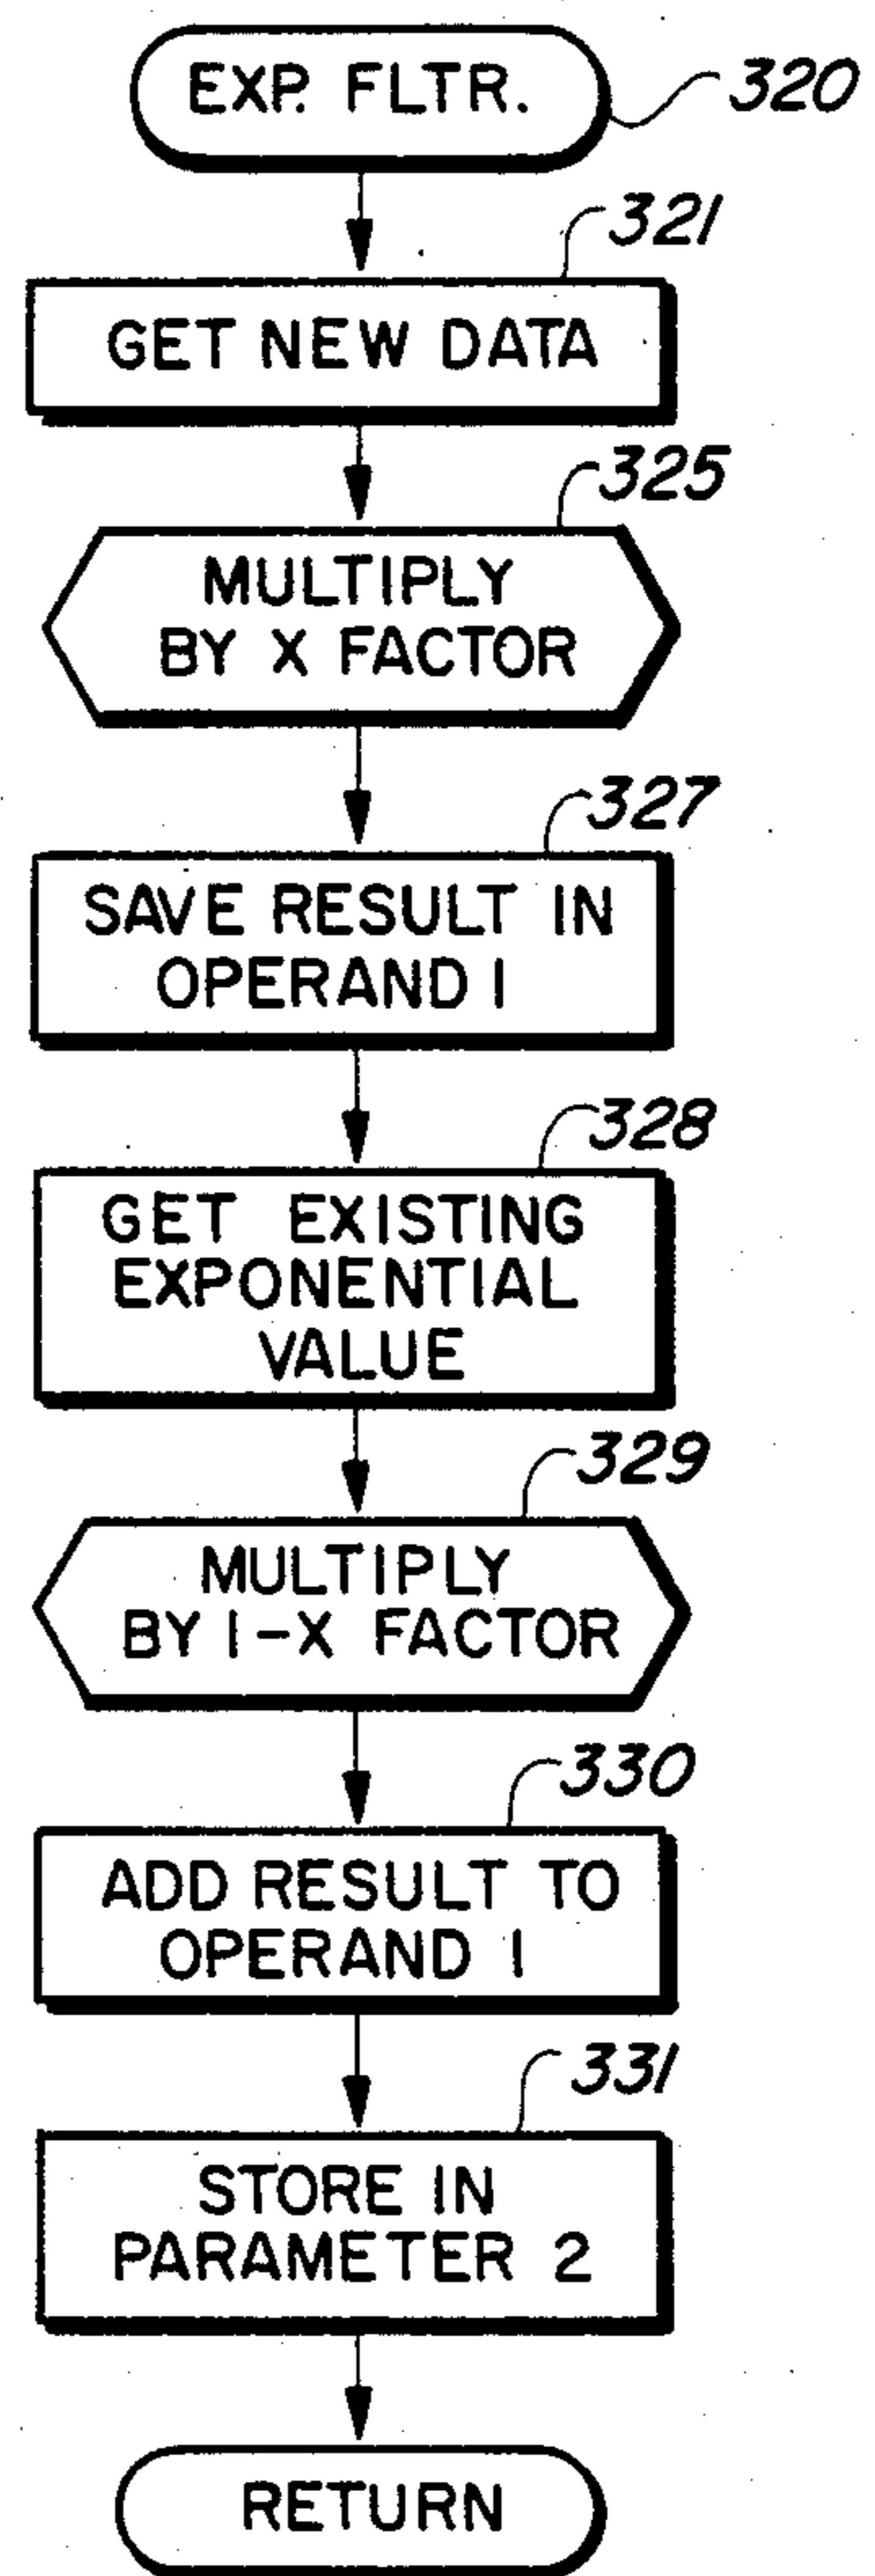 EXP. FLTR.
320
321
GET NEW DATA
325
MULTIPLY
BY X FACTOR
327
SAVE RESULT IN
OPERAND 1
328
GET EXISTING
EXPONENTIAL
VALUE
329
MULTIPLY
BY 1-X FACTOR
330
ADD RESULT TO
OPERAND 1
331
STORE IN
PARAMETER 2
RETURN